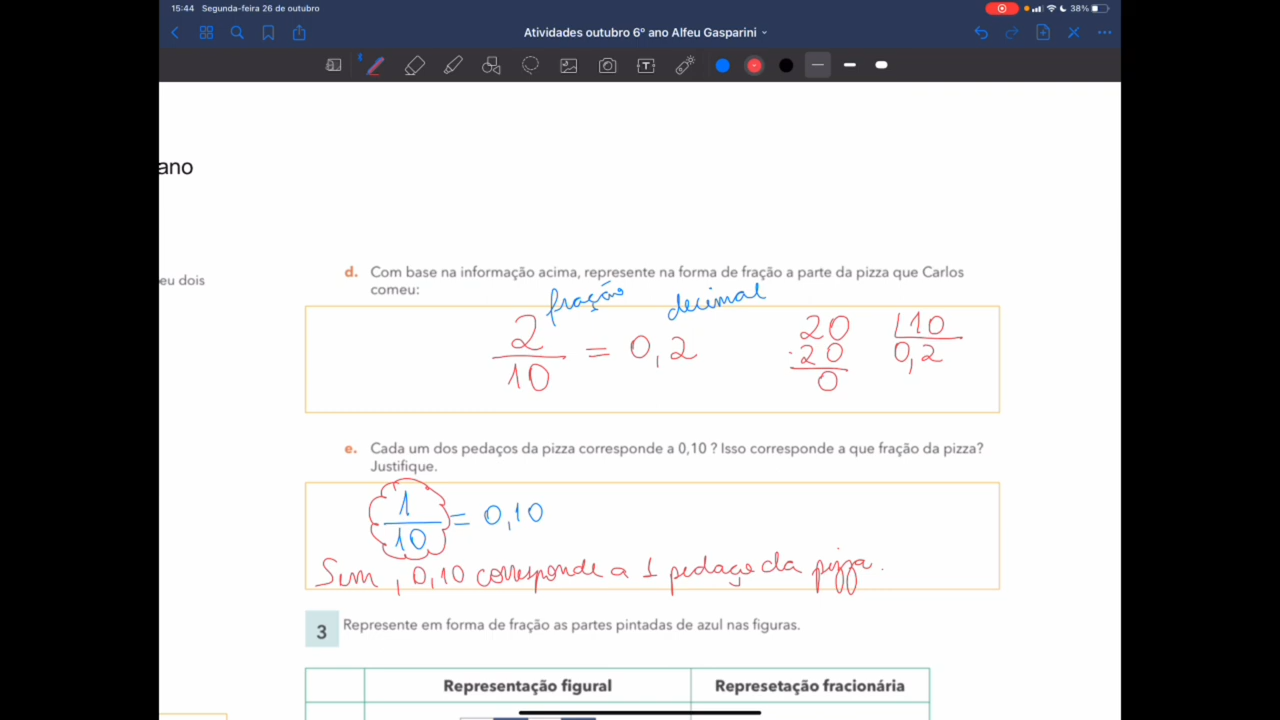 15:44 Segunda-feira 26 de outubro
38%
Atividades outubro 6º ano Alfeu Gasparini
ano
eu dois
d. Com base na informação acima, represente na forma de fração a parte da pizza que Carlos
comeu:
fração decimal
2
10
= 0,2
20 10
20 0,2
0
e. Cada um dos pedaços da pizza corresponde a 0,10 ? Isso corresponde a que fração da pizza?
Justifique.
1
10
= 0,10
Sim, 0,10 corresponde a 1 pedaço da pizza.
3 Represente em forma de fração as partes pintadas de azul nas figuras.
Representação figural Represetação fracionária